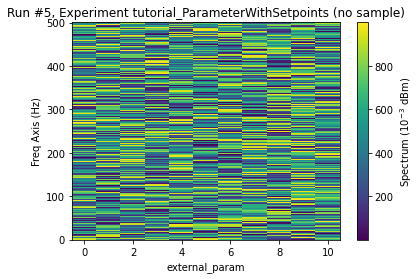 Run #5, Experiment tutorial_ParameterWithSetpoints (no sample)
500
400
300
200
100
0
Freq Axis (Hz)
0 2 4 6 8 10
external_param
800
600
400
200
Spectrum (10⁻³ dBm)